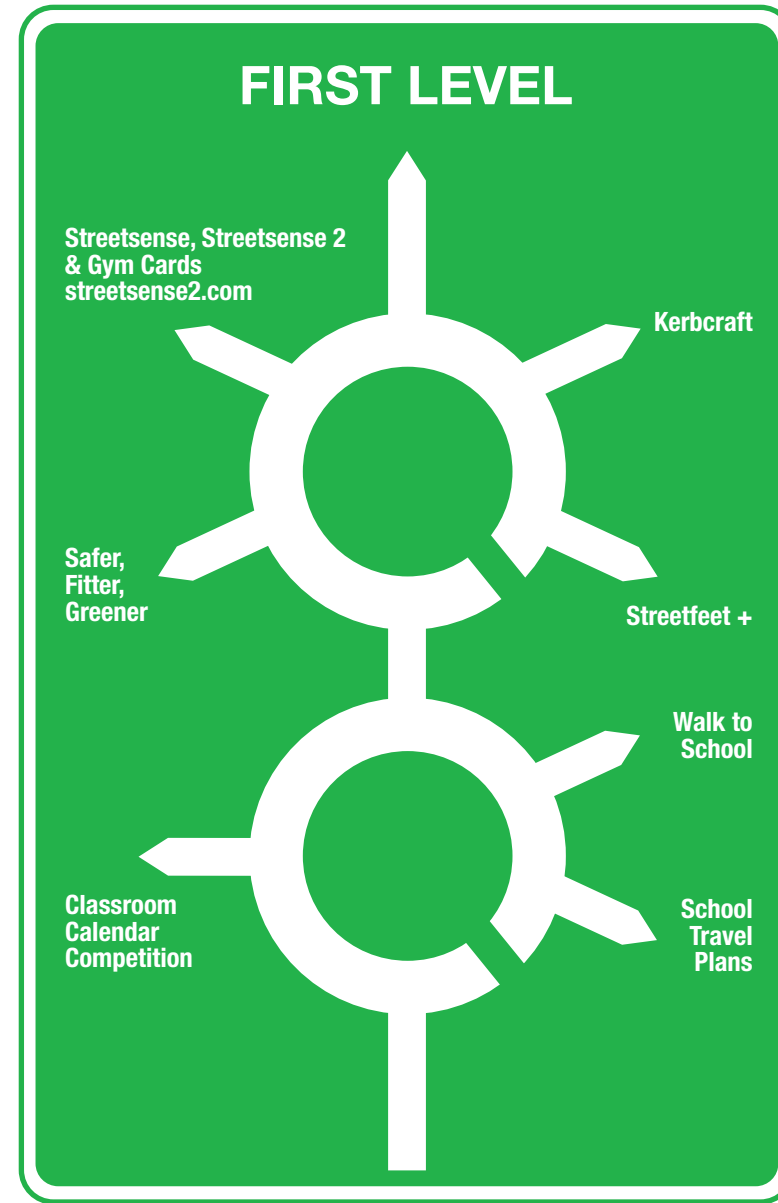 FIRST LEVEL
Streetsense, Streetsense 2
& Gym Cards
streetsense2.com
Kerbcraft
Safer,
Fitter,
Greener
Streetfeet +
Walk to
School
Classroom
Calendar
Competition
School
Travel
Plans